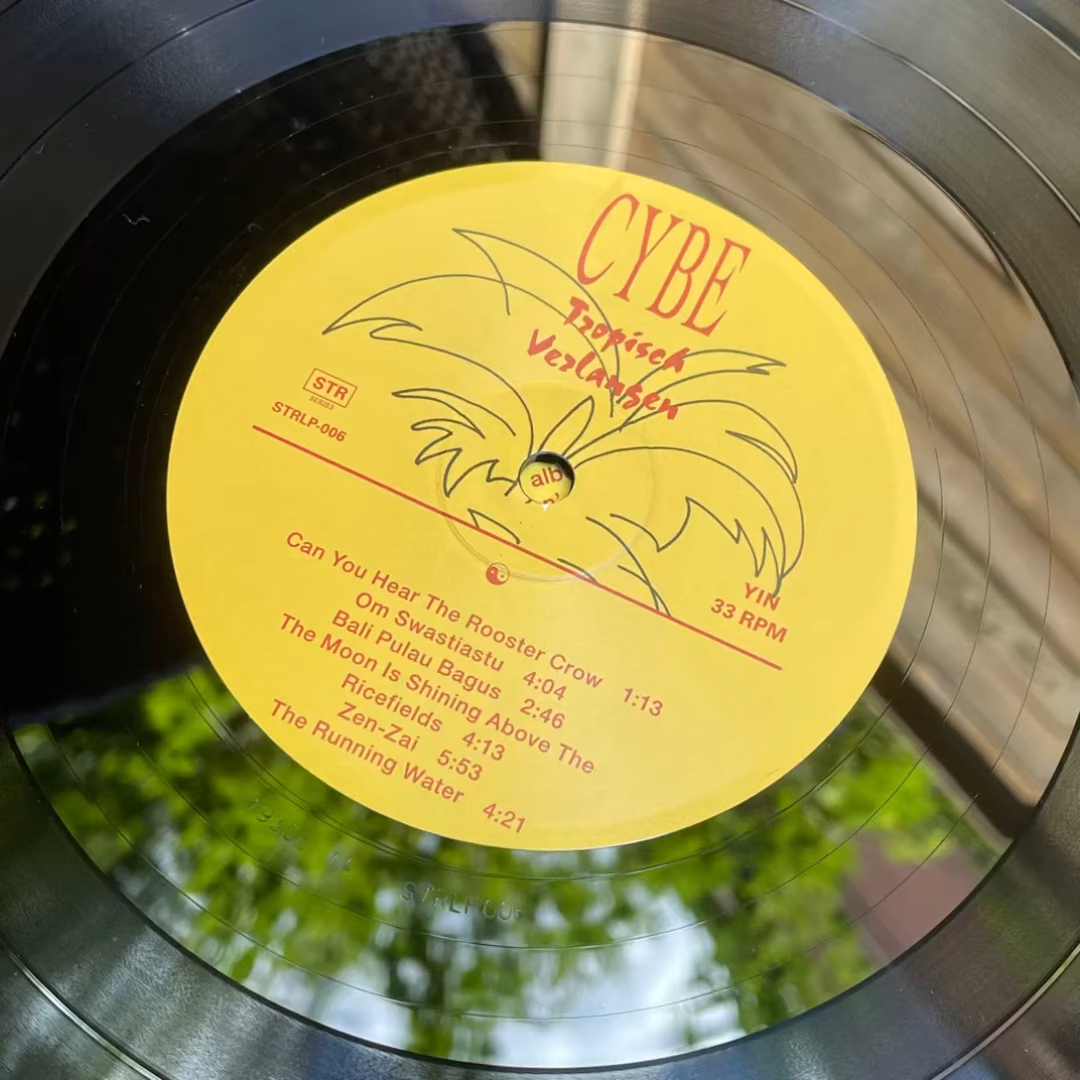 CYBE
Tropisch
Verlangen
STR
SERIES
STRLP-006
alb
YIN
33 RPM
Can You Hear The Rooster Crow 1:13
Om Swastiastu 4:04
Bali Pulau Bagus 2:46
The Moon Is Shining Above The
Ricefields 4:13
Zen-Zai 5:53
The Running Water 4:21